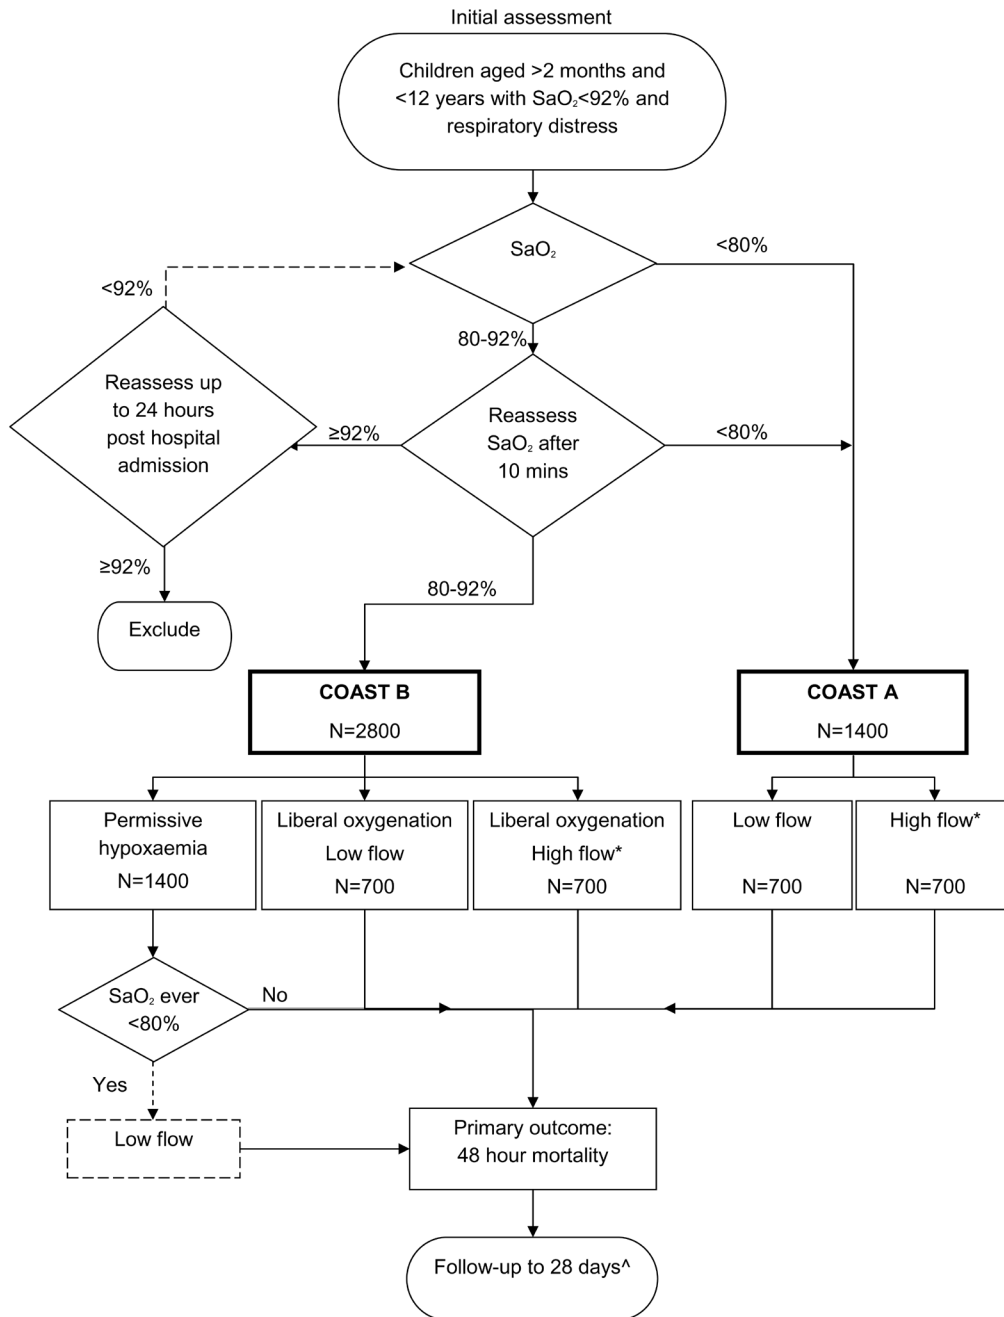 Initial assessment
Children aged >2 months and
<12 years with SaO₂<92% and
respiratory distress
SaO₂
<80%
<92%
80-92%
Reassess up
to 24 hours
post hospital
admission
≥92%
Reassess
SaO₂ after
10 mins
<80%
≥92%
80-92%
Exclude
COAST B
N=2800
COAST A
N=1400
Permissive
hypoxaemia
N=1400
Liberal oxygenation
Low flow
N=700
Liberal oxygenation
High flow*
N=700
Low flow
N=700
High flow*
N=700
SaO₂ ever
<80%
No
Yes
Low flow
Primary outcome:
48 hour mortality
Follow-up to 28 days^